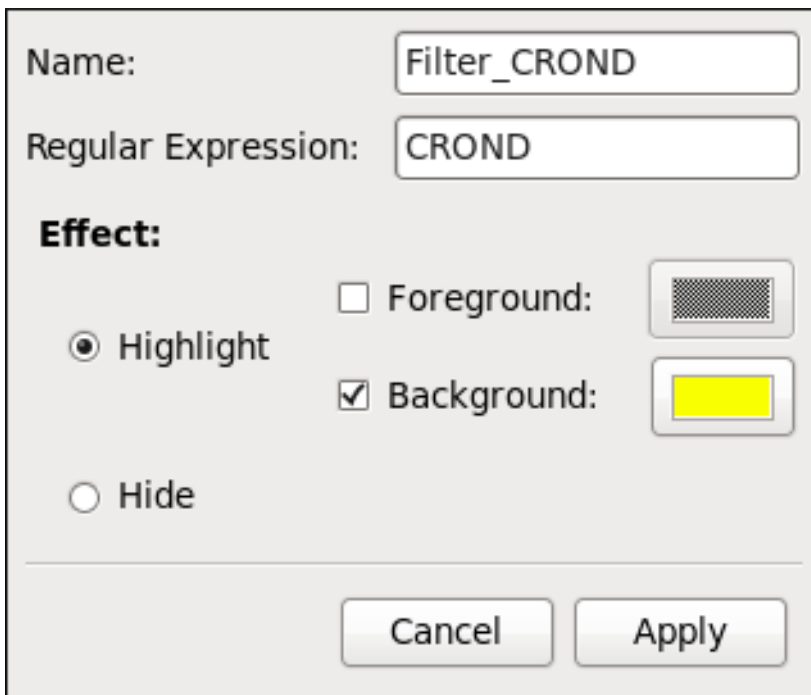 Name: Filter_CROND
Regular Expression: CROND
Effect:
Foreground:
Highlight
Background:
Hide
Cancel Apply